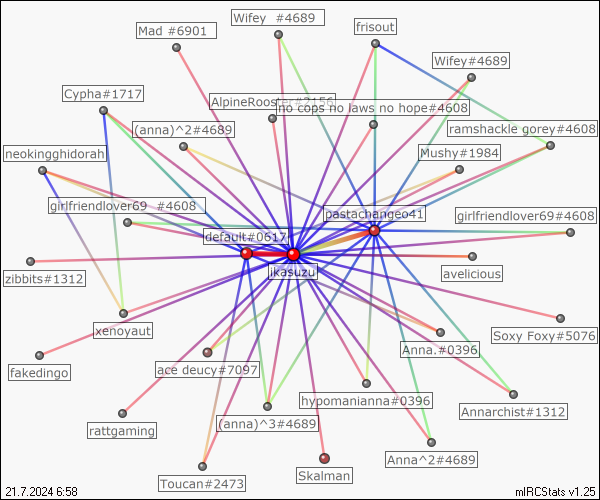 Wifey #4689
Mad #6901
frisout
Wifey#4689
Cypha#1717
AlpineRooster#2156
no cops no laws no hope#4608
(anna)^2#4689
ramshackle gorey#4608
neokingghidorah
Mushy#1984
girlfriendlover69 #4608
pastachangeo41
girlfriendlover69#4608
default#0617
ikasuzu
zibbits#1312
avelicious
xenoyaut
Soxy Foxy#5076
Anna.#0396
fakedingo
ace deucy#7097
hypomanianna#0396
Annarchist#1312
rattgaming
(anna)^3#4689
Anna^2#4689
Toucan#2473
Skalman
21.7.2024 6:58
mIRCStats v1.25